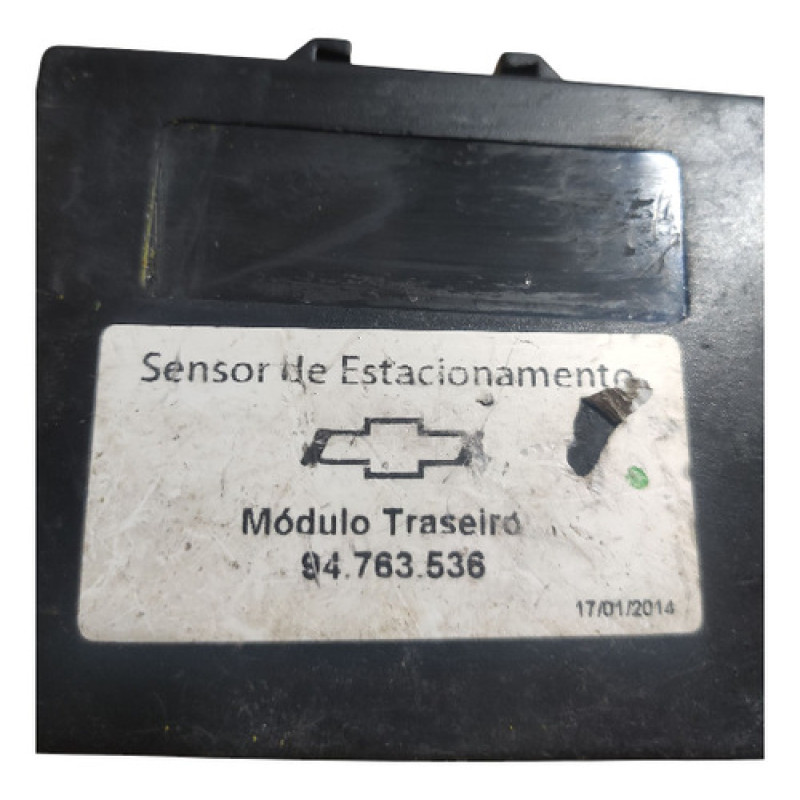 Sensor de Estacionamento
Módulo Traseiro
94.763.536
17/01/2014